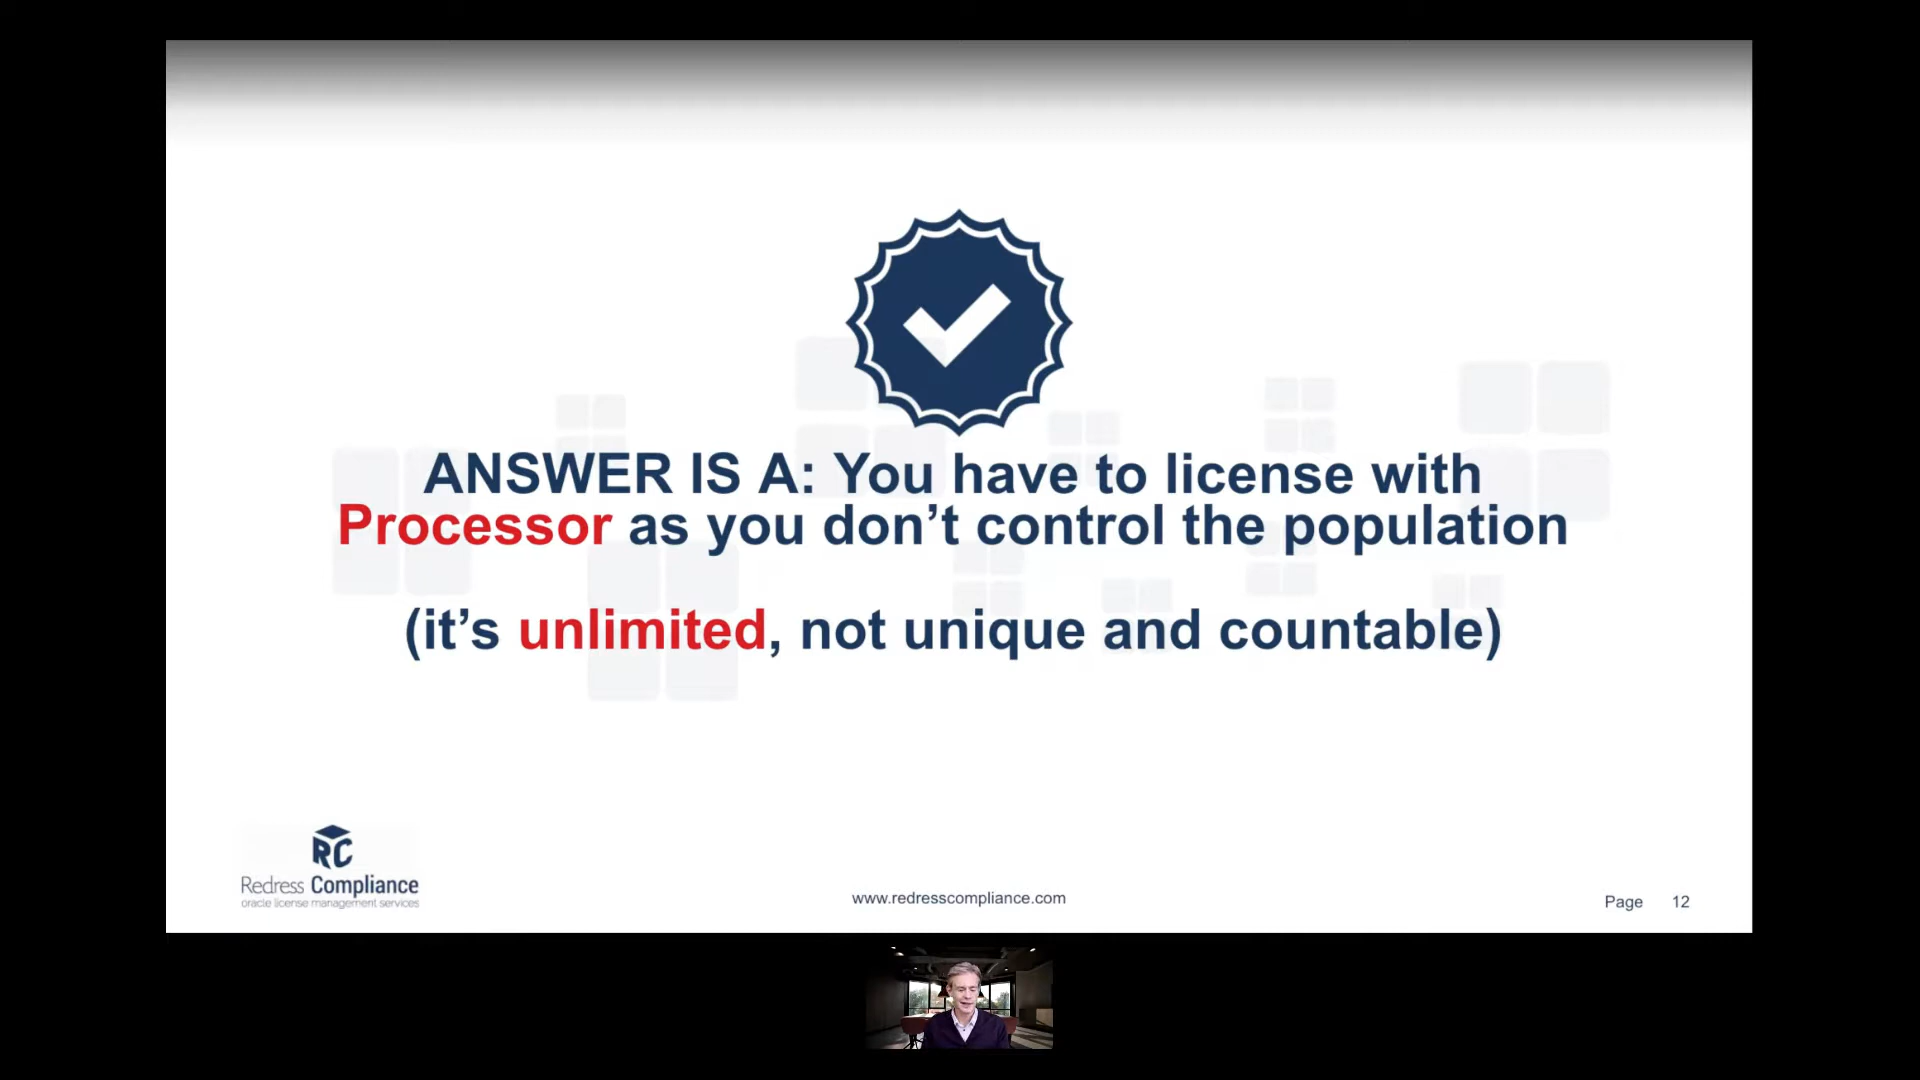 ANSWER IS A: You have to license with
Processor as you don’t control the population
(it’s unlimited, not unique and countable)
RC
Redress Compliance
oracle license management services
www.redresscompliance.com
Page 12